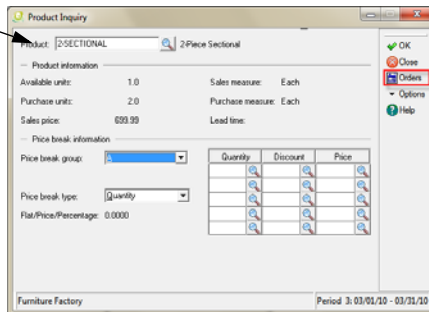 Product Inquiry
Product: 2-SECTIONAL 2-Piece Sectional
OK
Close
Orders
Options
Help
Product information
Available units: 1.0 Sales measure: Each
Purchase units: 2.0 Purchase measure: Each
Sales price: 699.99 Lead time:
Price break information
Price break group: A
Quantity Discount Price
Price break type: Quantity
Flat/Price/Percentage: 0.0000
Furniture Factory Period 3: 03/01/10 - 03/31/10